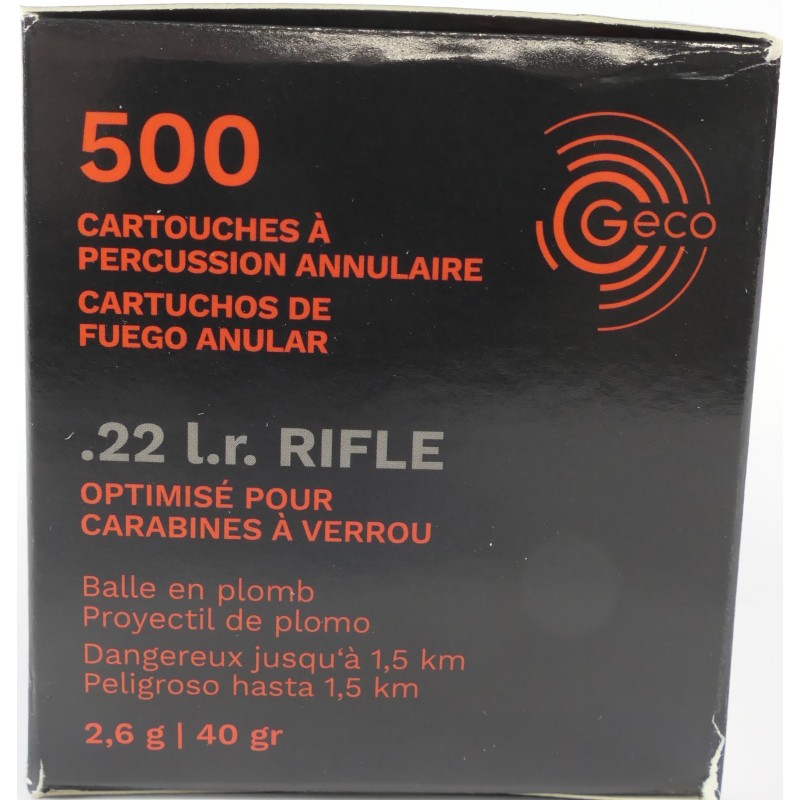 500
Geco
CARTOUCHES À
PERCUSSION ANNULAIRE
CARTUCHOS DE
FUEGO ANULAR
.22 l.r. RIFLE
OPTIMISÉ POUR
CARABINES À VERROU
Balle en plomb
Proyectil de plomo
Dangereux jusqu‘à 1,5 km
Peligroso hasta 1,5 km
2,6 g | 40 gr